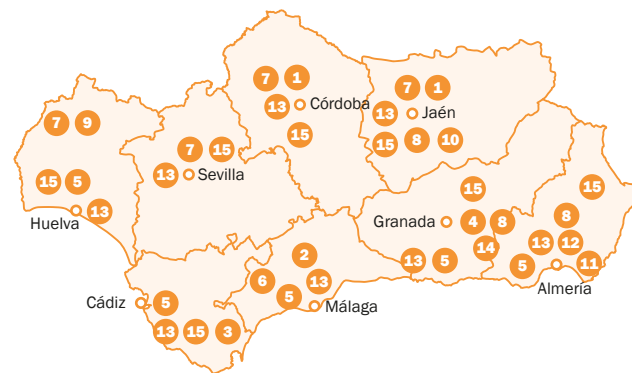 7 1
13 Córdoba
15
7 1
13 Jaén
15 8 10
7 9
15 5
13
Huelva
7 15
13 Sevilla
15
Granada 4 8
14
13 5
15
8
13 12
5 11
Almería
2
6 13
5
Málaga
Cádiz 5
13 15 3